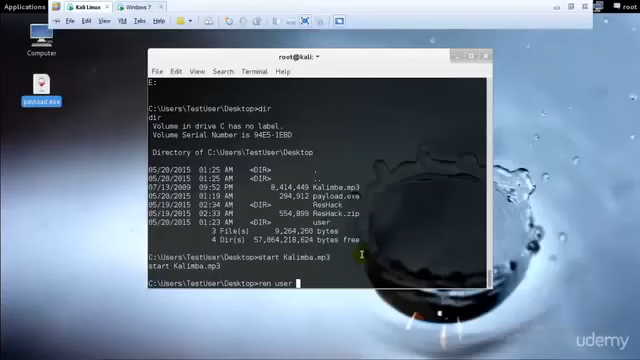 Applications
Kali Linux
Windows 7
root
File Edit View VM Tabs Help
Computer
payload.exe
root@kali: ~
File Edit View Search Terminal Help
E:
C:\Users\TestUser\Desktop>dir
dir
Volume in drive C has no label.
Volume Serial Number is 94E5-1EBD
Directory of C:\Users\TestUser\Desktop
05/20/2015 01:25 AM <DIR> .
05/20/2015 01:25 AM <DIR> ..
07/13/2009 09:52 PM 8,414,449 Kalimba.mp3
05/20/2015 01:19 AM 294,912 payload.exe
05/19/2015 02:34 AM <DIR> ResHack
05/19/2015 02:33 AM 554,899 ResHack.zip
05/20/2015 01:23 AM <DIR> user
3 File(s) 9,264,260 bytes
4 Dir(s) 57,064,218,624 bytes free
C:\Users\TestUser\Desktop>start Kalimba.mp3
start Kalimba.mp3
C:\Users\TestUser\Desktop>ren user
udemy